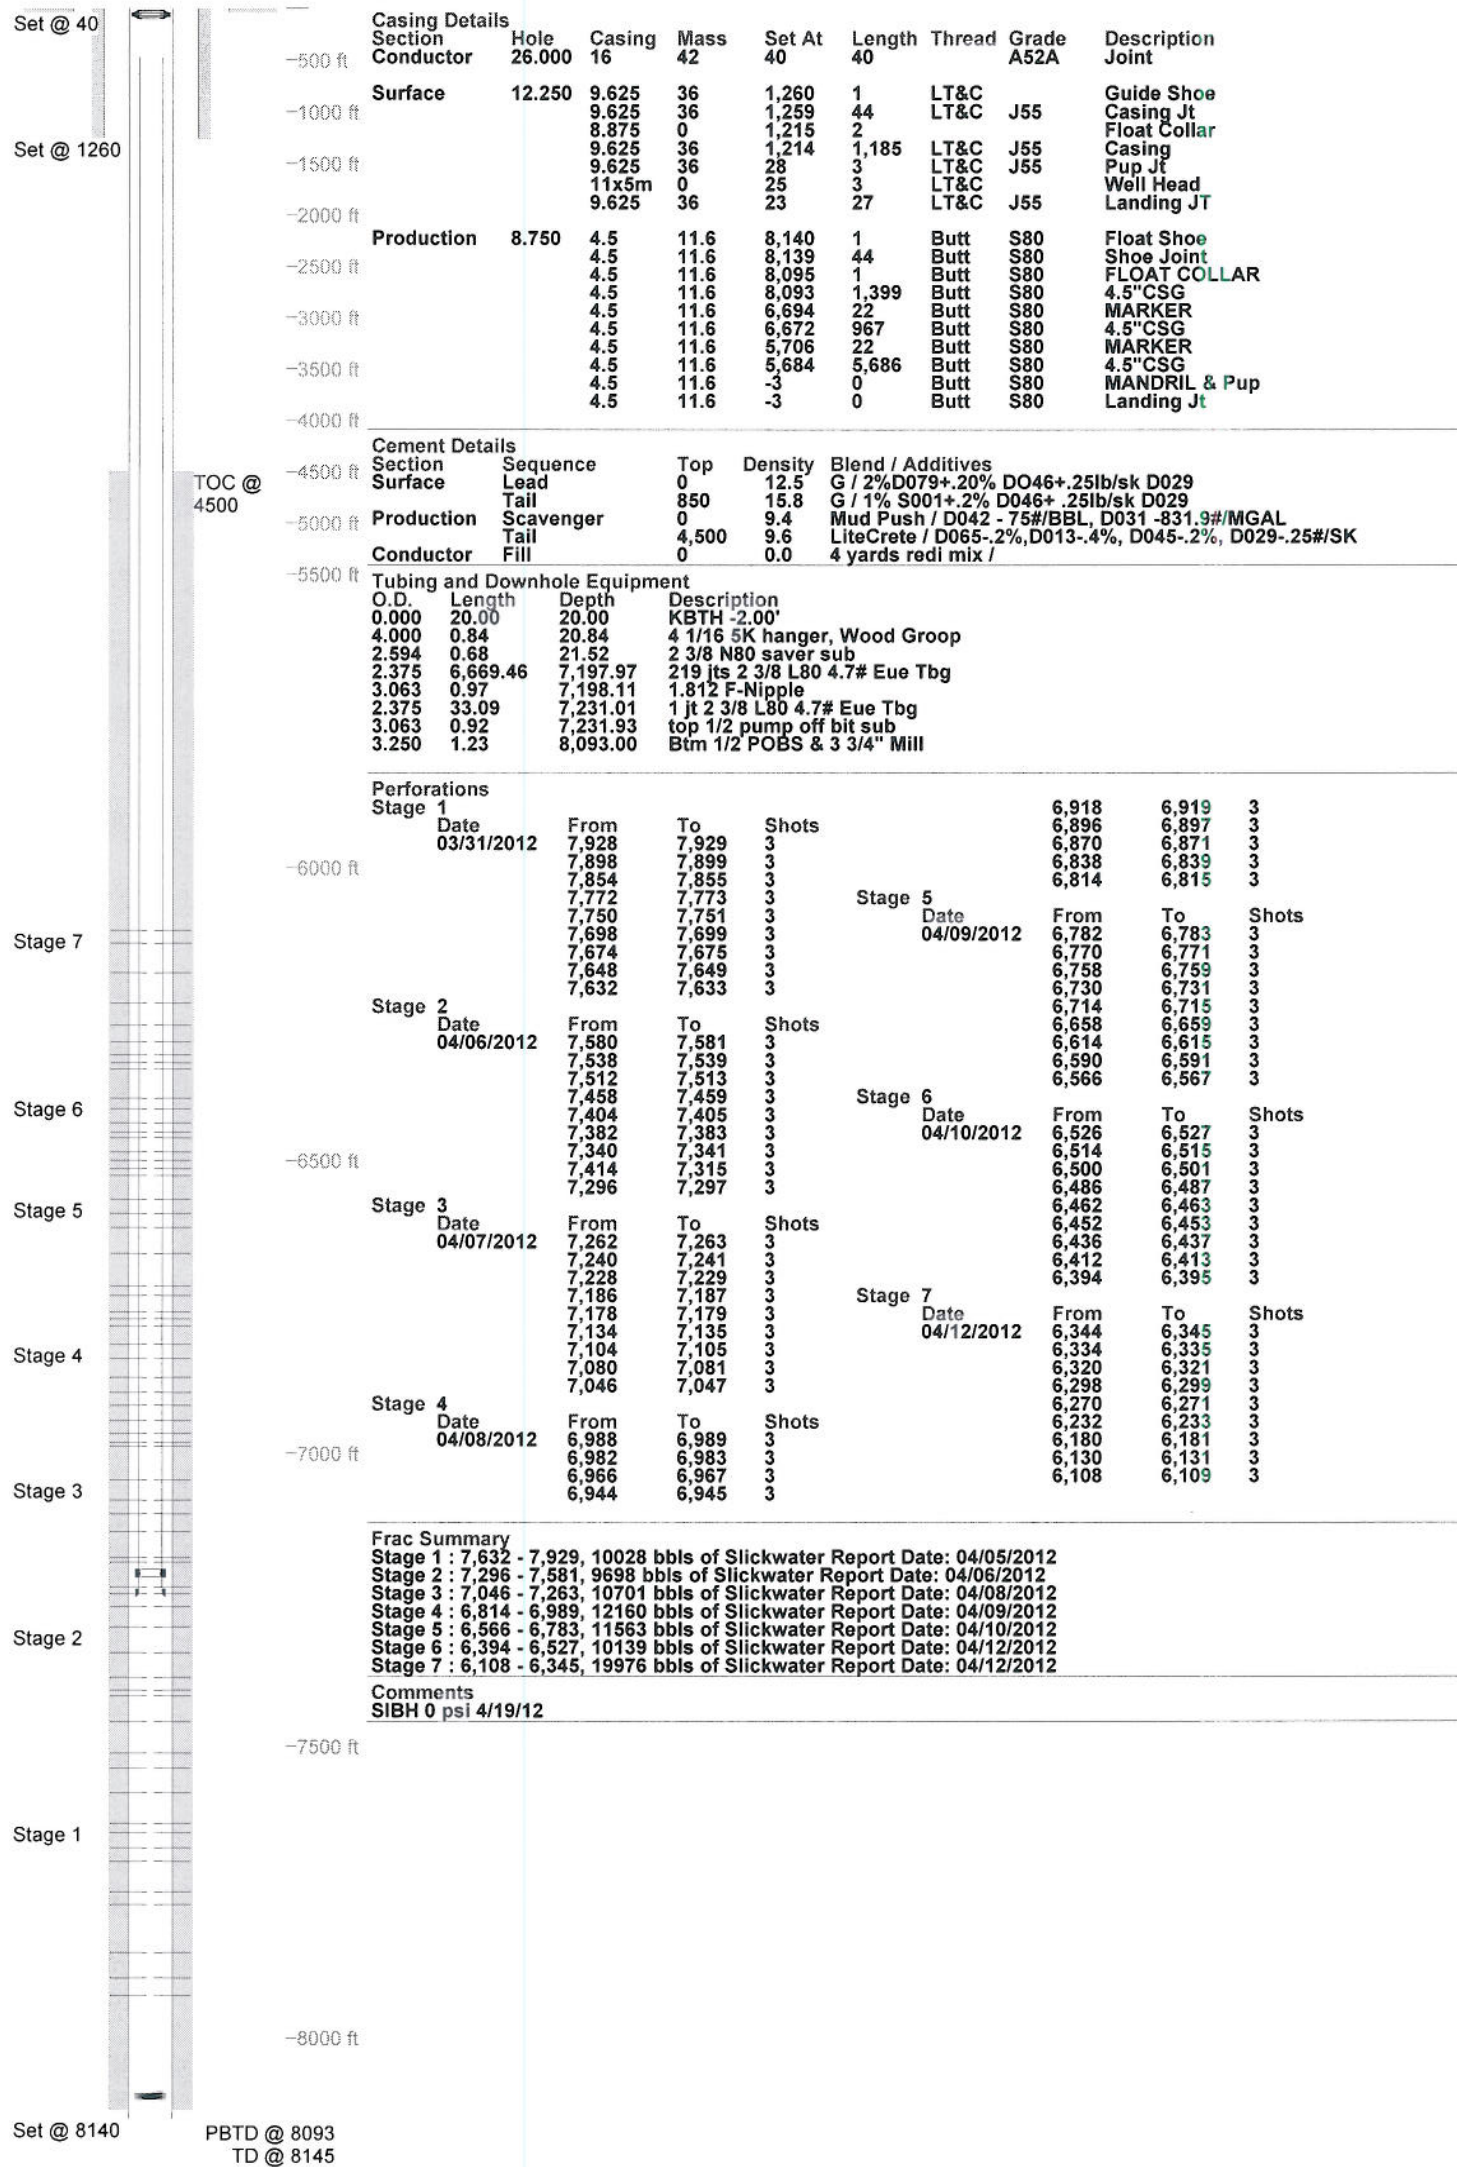 Set @ 40
Set @ 1260
TOC @
4500
Stage 7
Stage 6
Stage 5
Stage 4
Stage 3
Stage 2
Stage 1
Set @ 8140
PBTD @ 8093
TD @ 8145
-500 ft
-1000 ft
-1500 ft
-2000 ft
-2500 ft
-3000 ft
-3500 ft
-4000 ft
-4500 ft
-5000 ft
-5500 ft
-6000 ft
-6500 ft
-7000 ft
-7500 ft
-8000 ft
Casing Details
Section Hole Casing Mass Set At Length Thread Grade Description
Conductor 26.000 16 42 40 40 A52A Joint
Surface 12.250 9.625 36 1,260 1 LT&C Guide Shoe
9.625 36 1,259 44 LT&C J55 Casing Jt
8.875 0 1,215 2 Float Collar
9.625 36 1,214 1,185 LT&C J55 Casing
9.625 36 28 3 LT&C J55 Pup Jt
11x5m 0 25 3 LT&C Well Head
9.625 36 23 27 LT&C J55 Landing JT
Production 8.750 4.5 11.6 8,140 1 Butt S80 Float Shoe
4.5 11.6 8,139 44 Butt S80 Shoe Joint
4.5 11.6 8,095 1 Butt S80 FLOAT COLLAR
4.5 11.6 8,093 1,399 Butt S80 4.5"CSG
4.5 11.6 6,694 22 Butt S80 MARKER
4.5 11.6 6,672 967 Butt S80 4.5"CSG
4.5 11.6 5,706 22 Butt S80 MARKER
4.5 11.6 5,684 5,686 Butt S80 4.5"CSG
4.5 11.6 -3 0 Butt S80 MANDRIL & Pup
4.5 11.6 -3 0 Butt S80 Landing Jt
Cement Details
Section Sequence Top Density Blend / Additives
Surface Lead 0 12.5 G / 2%D079+.20% DO46+.25lb/sk D029
Tail 850 15.8 G / 1% S001+.2% D046+ .25lb/sk D029
Production Scavenger 0 9.4 Mud Push / D042 - 75#/BBL, D031 -831.9#/MGAL
Tail 4,500 9.6 LiteCrete / D065-.2%,D013-.4%, D045-.2%, D029-.25#/SK
Conductor Fill 0 0.0 4 yards redi mix /
Tubing and Downhole Equipment
O.D. Length Depth Description
0.000 20.00 20.00 KBTH -2.00'
4.000 0.84 20.84 4 1/16 5K hanger, Wood Groop
2.594 0.68 21.52 2 3/8 N80 saver sub
2.375 6,669.46 7,197.97 219 jts 2 3/8 L80 4.7# Eue Tbg
3.063 0.97 7,198.11 1.812 F-Nipple
2.375 33.09 7,231.01 1 jt 2 3/8 L80 4.7# Eue Tbg
3.063 0.92 7,231.93 top 1/2 pump off bit sub
3.250 1.23 8,093.00 Btm 1/2 POBS & 3 3/4" Mill
Perforations
Stage 1
Date From To Shots
03/31/2012 7,928 7,929 3
7,898 7,899 3
7,854 7,855 3
7,772 7,773 3
7,750 7,751 3
7,698 7,699 3
7,674 7,675 3
7,648 7,649 3
7,632 7,633 3
Stage 2
Date From To Shots
04/06/2012 7,580 7,581 3
7,538 7,539 3
7,512 7,513 3
7,458 7,459 3
7,404 7,405 3
7,382 7,383 3
7,340 7,341 3
7,414 7,315 3
7,296 7,297 3
Stage 3
Date From To Shots
04/07/2012 7,262 7,263 3
7,240 7,241 3
7,228 7,229 3
7,186 7,187 3
7,178 7,179 3
7,134 7,135 3
7,104 7,105 3
7,080 7,081 3
7,046 7,047 3
Stage 4
Date From To Shots
04/08/2012 6,988 6,989 3
6,982 6,983 3
6,966 6,967 3
6,944 6,945 3
6,918 6,919 3
6,896 6,897 3
6,870 6,871 3
6,838 6,839 3
6,814 6,815 3
Stage 5
Date From To Shots
04/09/2012 6,782 6,783 3
6,770 6,771 3
6,758 6,759 3
6,730 6,731 3
6,714 6,715 3
6,658 6,659 3
6,614 6,615 3
6,590 6,591 3
6,566 6,567 3
Stage 6
Date From To Shots
04/10/2012 6,526 6,527 3
6,514 6,515 3
6,500 6,501 3
6,486 6,487 3
6,462 6,463 3
6,452 6,453 3
6,436 6,437 3
6,412 6,413 3
6,394 6,395 3
Stage 7
Date From To Shots
04/12/2012 6,344 6,345 3
6,334 6,335 3
6,320 6,321 3
6,298 6,299 3
6,270 6,271 3
6,232 6,233 3
6,180 6,181 3
6,130 6,131 3
6,108 6,109 3
Frac Summary
Stage 1 : 7,632 - 7,929, 10028 bbls of Slickwater Report Date: 04/05/2012
Stage 2 : 7,296 - 7,581, 9698 bbls of Slickwater Report Date: 04/06/2012
Stage 3 : 7,046 - 7,263, 10701 bbls of Slickwater Report Date: 04/08/2012
Stage 4 : 6,814 - 6,989, 12160 bbls of Slickwater Report Date: 04/09/2012
Stage 5 : 6,566 - 6,783, 11563 bbls of Slickwater Report Date: 04/10/2012
Stage 6 : 6,394 - 6,527, 10139 bbls of Slickwater Report Date: 04/12/2012
Stage 7 : 6,108 - 6,345, 19976 bbls of Slickwater Report Date: 04/12/2012
Comments
SIBH 0 psi 4/19/12